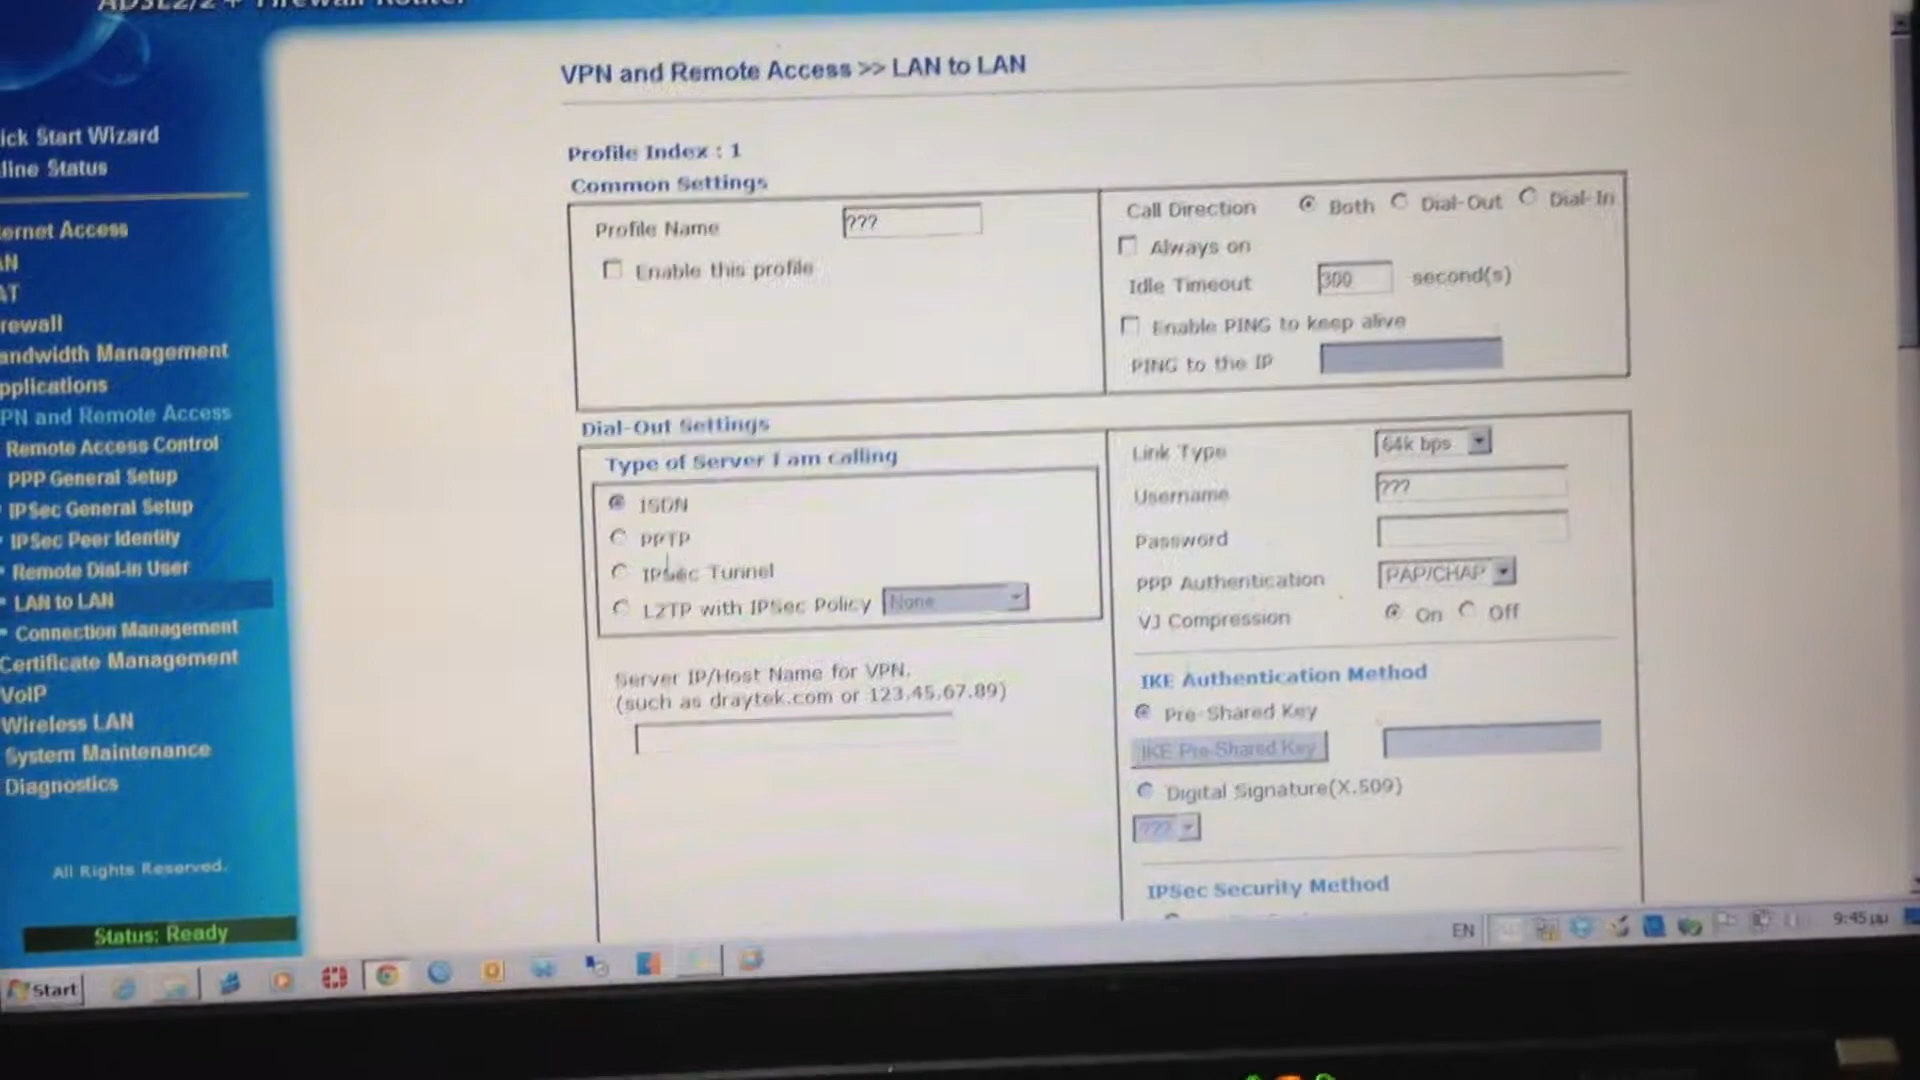 ADSL2/2+ Firewall Router
ick Start Wizard
line Status
ernet Access
AN
AT
rewall
andwidth Management
pplications
PN and Remote Access
Remote Access Control
PPP General Setup
IPSec General Setup
IPSec Peer Identity
Remote Dial-in User
LAN to LAN
Connection Management
Certificate Management
VoIP
Wireless LAN
System Maintenance
Diagnostics
All Rights Reserved.
Status: Ready
VPN and Remote Access >> LAN to LAN
Profile Index : 1
Common Settings
Profile Name ???
Enable this profile
Call Direction Both Dial-Out Dial-In
Always on
Idle Timeout 300 second(s)
Enable PING to keep alive
PING to the IP
Dial-Out Settings
Type of Server I am calling
ISDN
PPTP
IPSec Tunnel
L2TP with IPSec Policy None
Server IP/Host Name for VPN.
(such as draytek.com or 123.45.67.89)
Link Type 64k bps
Username ???
Password
PPP Authentication PAP/CHAP
VJ Compression On Off
IKE Authentication Method
Pre-Shared Key
IKE Pre-Shared Key
Digital Signature(X.509)
???
IPSec Security Method
Start
EN
9:45 μμ